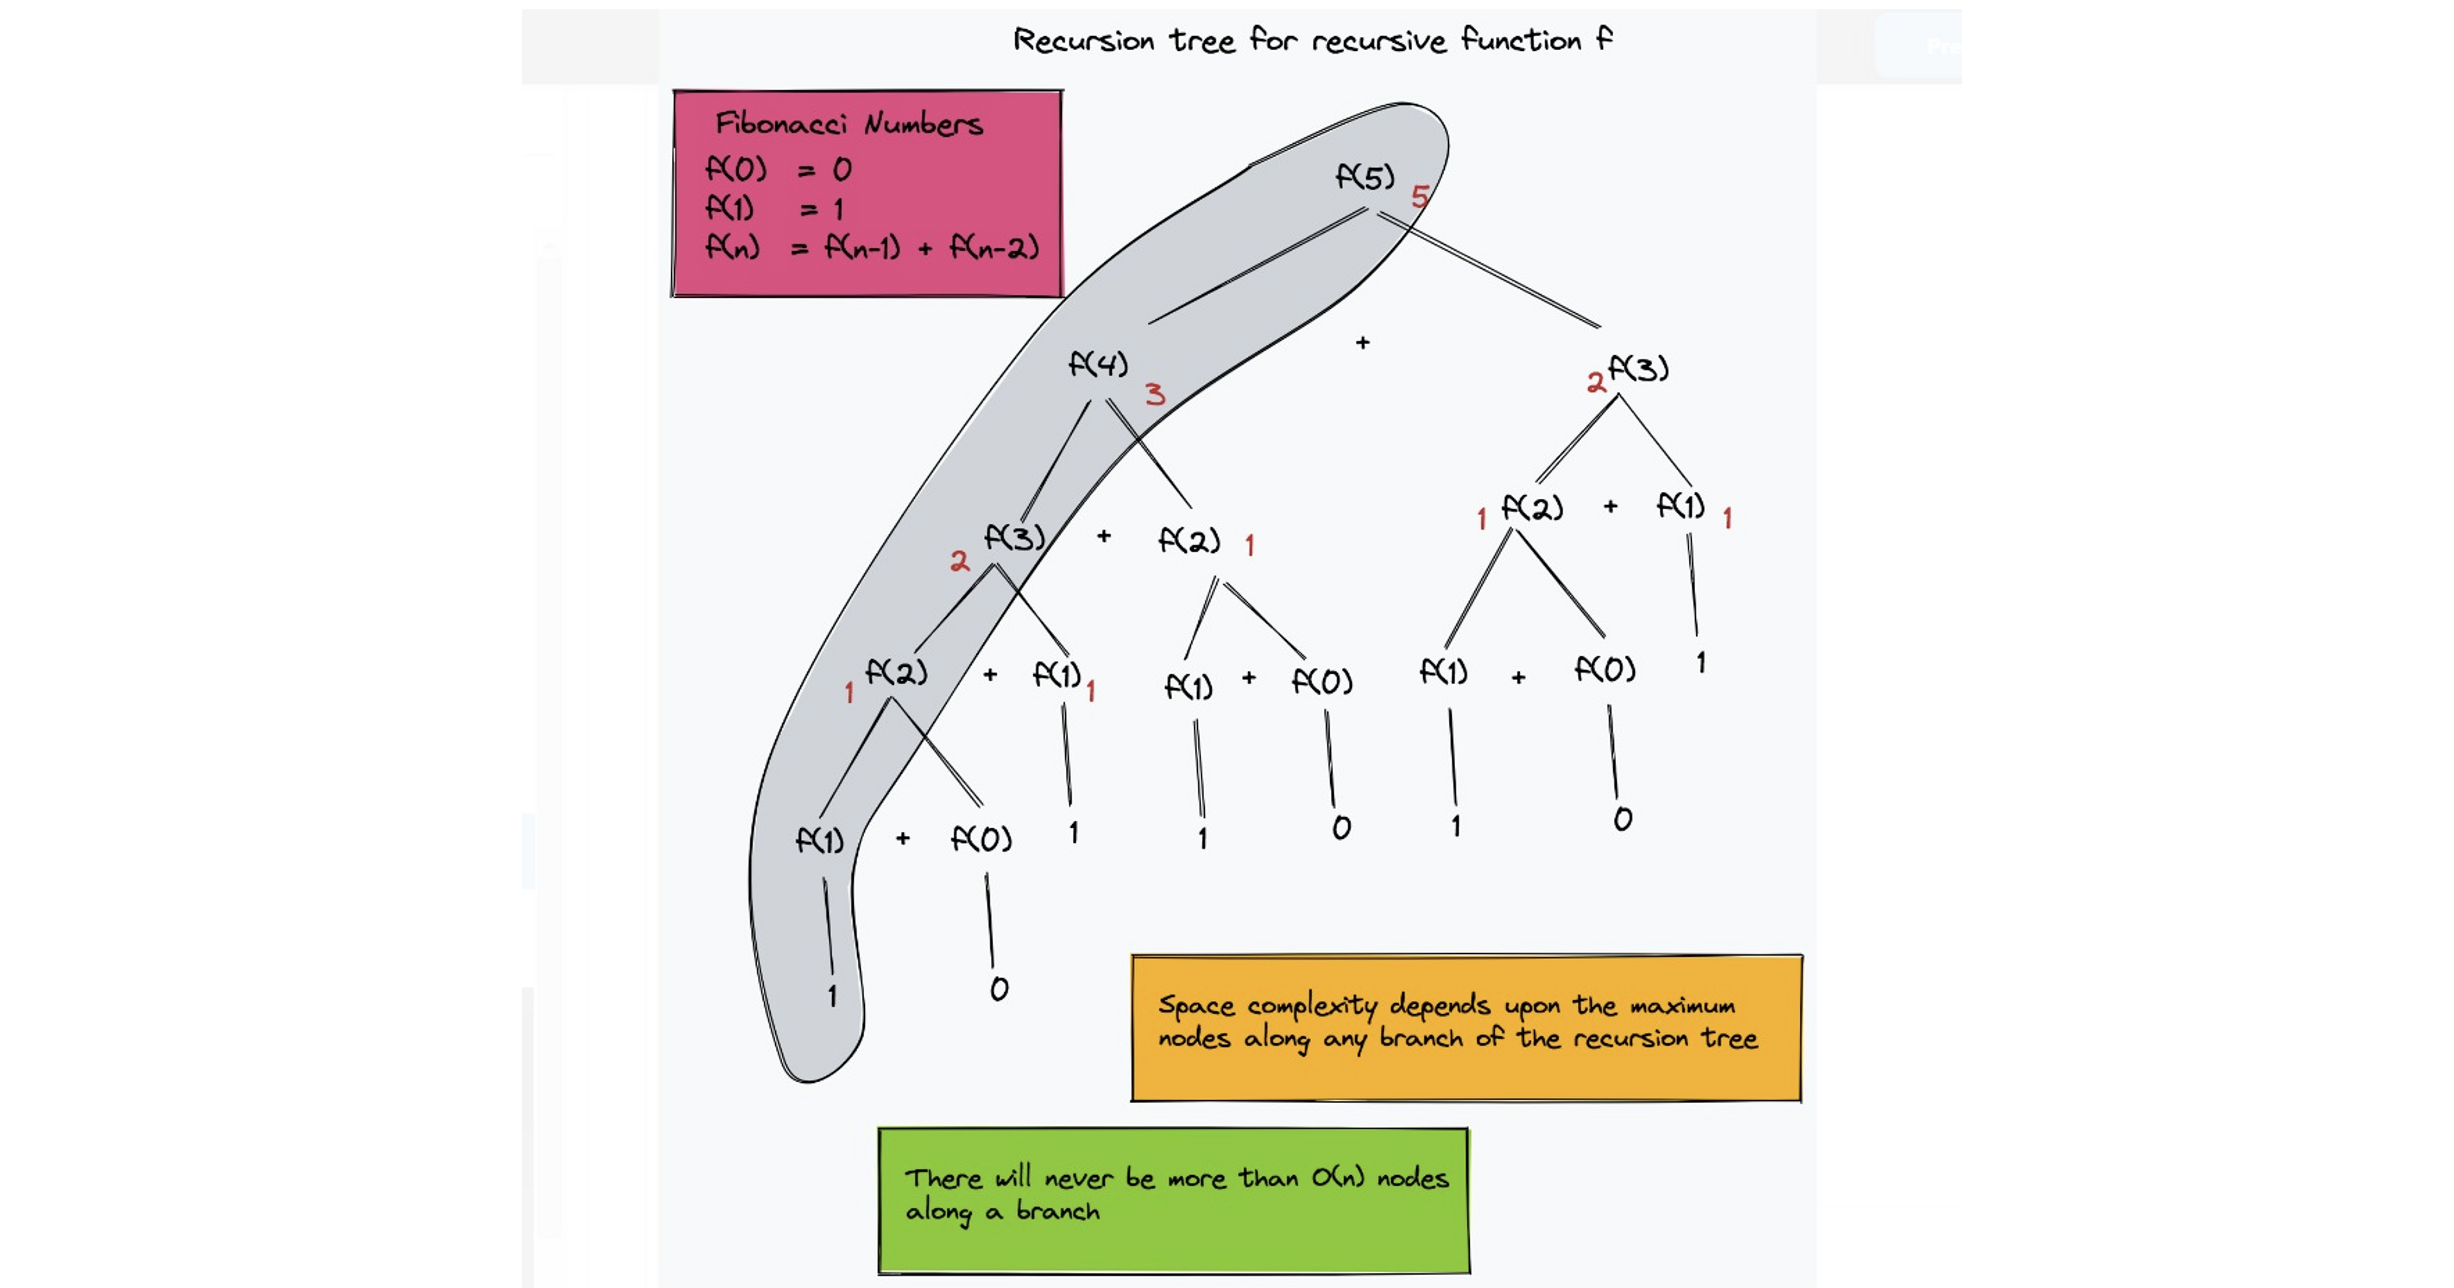 Recursion tree for recursive function f
Fibonacci Numbers
f(0) = 0
f(1) = 1
f(n) = f(n-1) + f(n-2)
f(5) 5
+
f(4) 3
2 f(3)
1 f(2) + f(1) 1
2 f(3) + f(2) 1
1 f(2) + f(1) 1
f(1) + f(0)
f(1) + f(0)
1
f(1) + f(0)
1
1
0
1
0
1
0
Space complexity depends upon the maximum
nodes along any branch of the recursion tree
There will never be more than O(n) nodes
along a branch